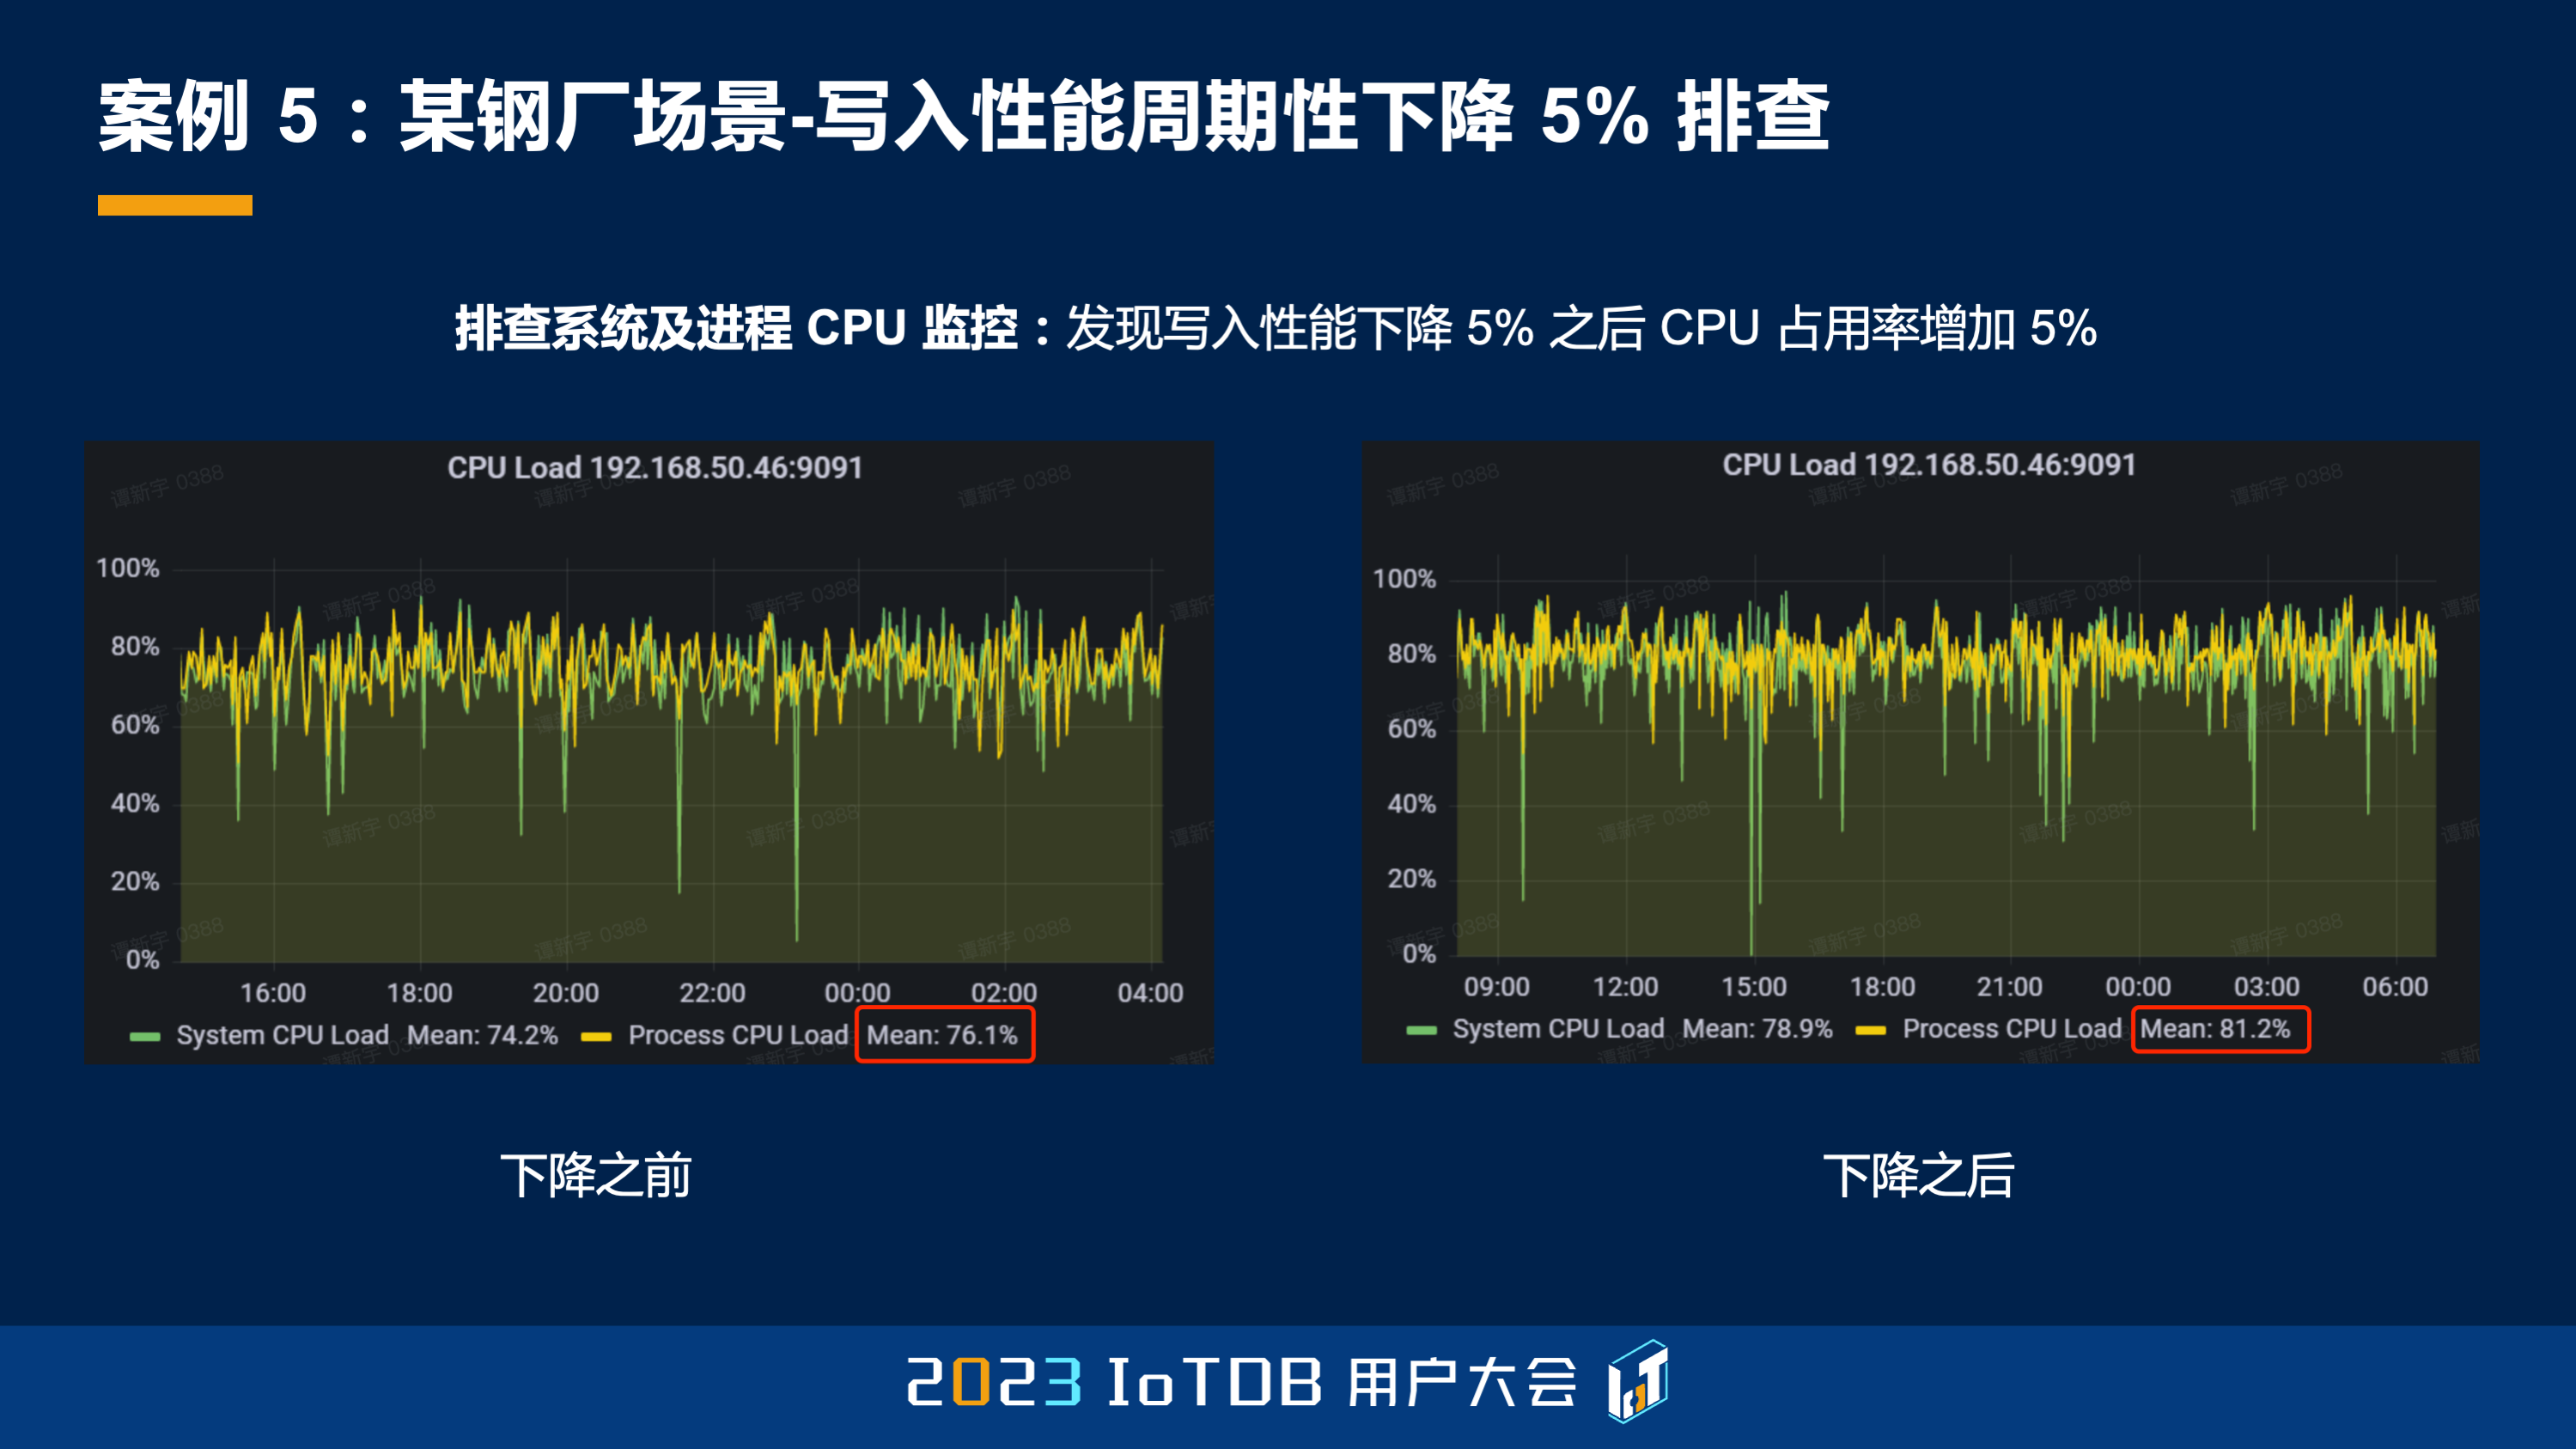 案例 5：某钢厂场景-写入性能周期性下降 5% 排查
排查系统及进程 CPU 监控：发现写入性能下降 5% 之后 CPU 占用率增加 5%
CPU Load 192.168.50.46:9091
100%
80%
60%
40%
20%
0%
16:00 18:00 20:00 22:00 00:00 02:00 04:00
System CPU Load Mean: 74.2% Process CPU Load Mean: 76.1%
下降之前
CPU Load 192.168.50.46:9091
100%
80%
60%
40%
20%
0%
09:00 12:00 15:00 18:00 21:00 00:00 03:00 06:00
System CPU Load Mean: 78.9% Process CPU Load Mean: 81.2%
下降之后
谭新宇 0388
2023 IoTDB 用户大会